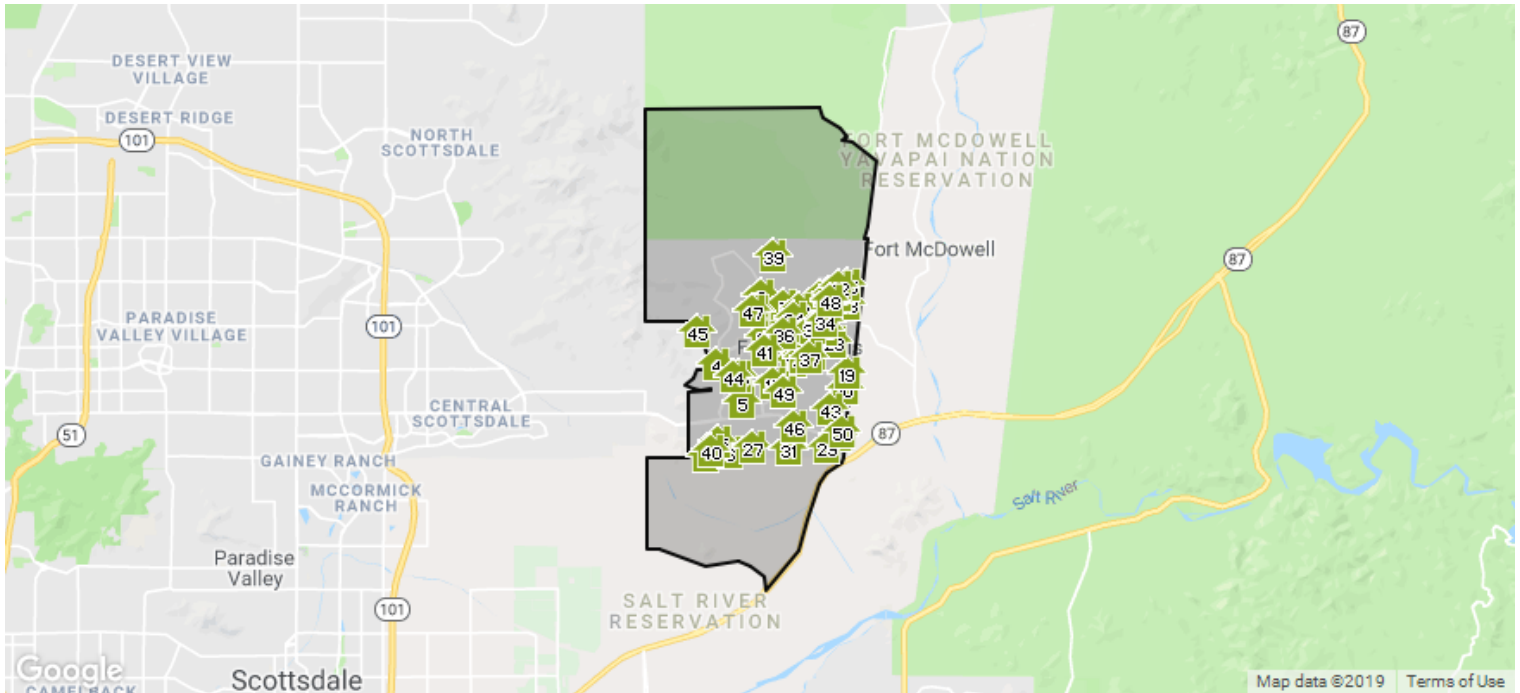 87
DESERT VIEW
VILLAGE
DESERT RIDGE
101
NORTH
SCOTTSDALE
FORT MCDOWELL
YAVAPAI NATION
RESERVATION
Fort McDowell
39
87
47
48
45
34
36
PARADISE
VALLEY VILLAGE
101
41
37
44
19
49
5
43
CENTRAL
SCOTTSDALE
46
50
87
51
40
27
31
GAINEY RANCH
MCCORMICK
RANCH
Salt River
Paradise
Valley
101
SALT RIVER
RESERVATION
Google
Scottsdale
CAMELBACK
Map data ©2019
Terms of Use